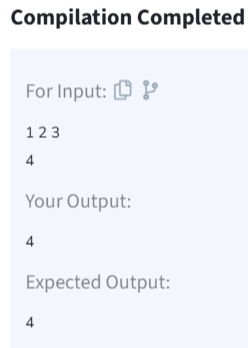 Compilation Completed
For Input:
1 2 3
4
Your Output:
4
Expected Output:
4